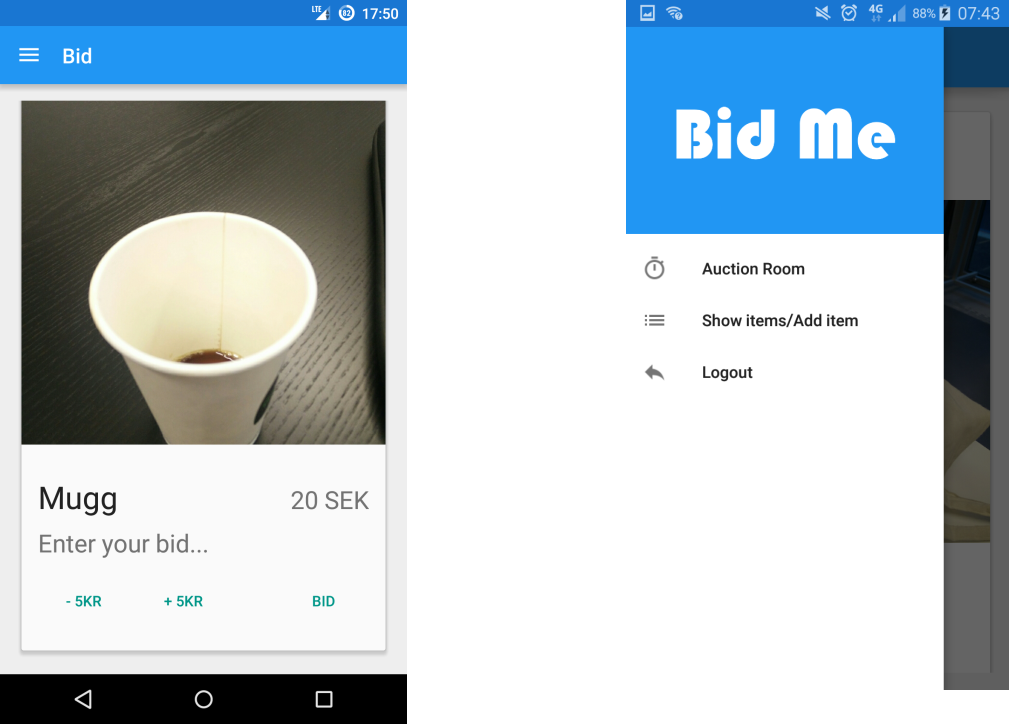 LTE 82 17:50
Bid
Mugg
20 SEK
Enter your bid...
- 5KR + 5KR BID
4G 88% 07:43
Bid Me
Auction Room
Show items/Add item
Logout